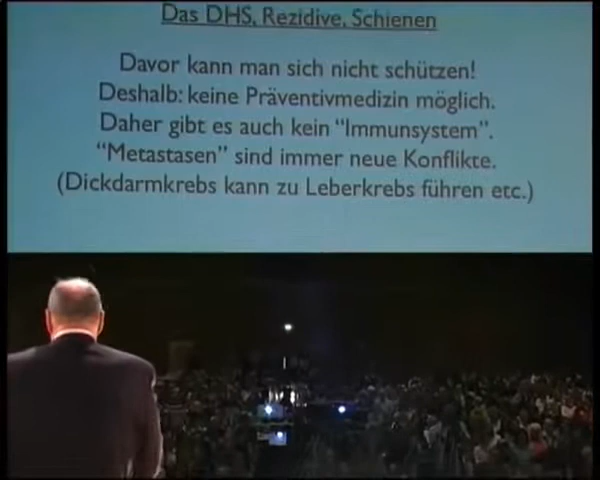 Das DHS, Rezidive, Schienen
Davor kann man sich nicht schützen!
Deshalb: keine Präventivmedizin möglich.
Daher gibt es auch kein “Immunsystem”.
“Metastasen” sind immer neue Konflikte.
(Dickdarmkrebs kann zu Leberkrebs führen etc.)